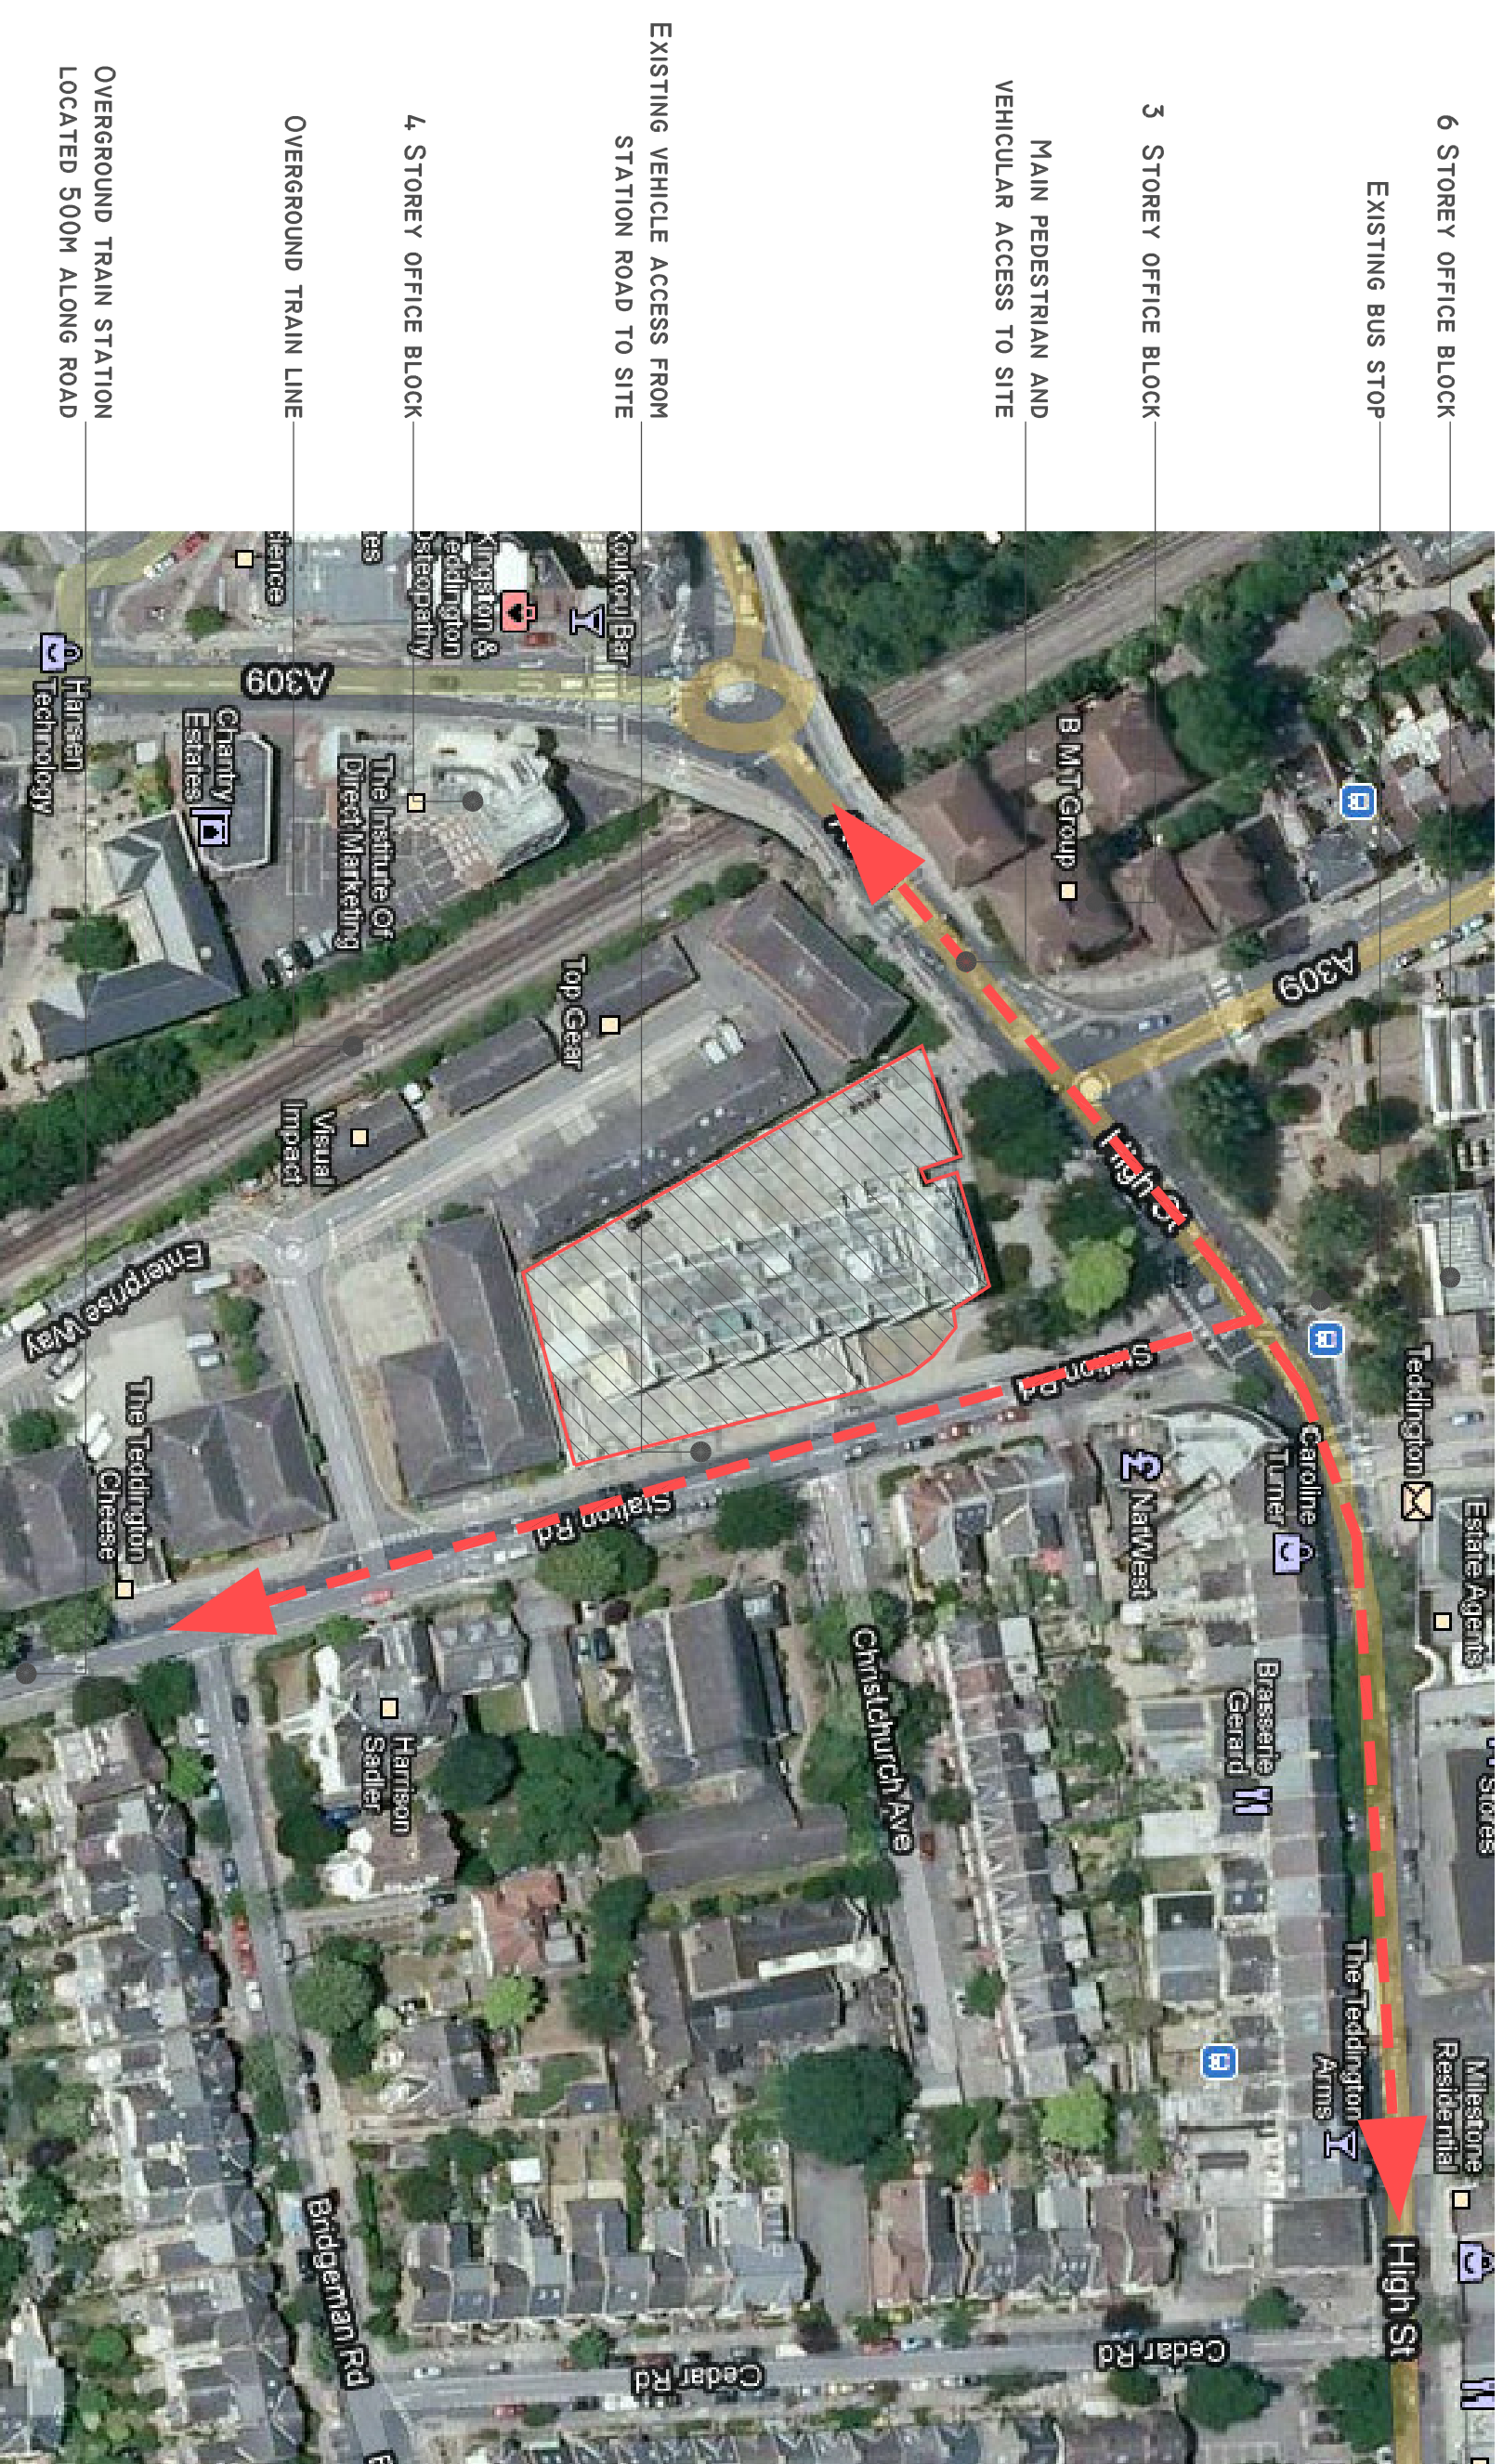 6 Storey office block
Existing bus stop
3 Storey office block
Main pedestrian and
vehicular access to site
Existing vehicle access from
station road to site
4 Storey office block
Overground train line
Overground train station
located 500m along road
A309
B M T Group
Koukou Bar
Kingston &
Teddington
Osteopathy
A309
Hansen
Technology
Chantry
Estates
The Institute Of
Direct Marketing
Top Gear
Visual
Impact
Enterprise Way
The Teddington
Cheese
High St
Station Rd
Station Rd
Teddington
Caroline
Turner
NatWest
Estate Agents
Stores
Brasserie
Gerard
Christchurch Ave
Harrison
Sadler
The Teddington
Arms
Milestone
Residential
High St
Bridgeman Rd
Cedar Rd
Cedar Rd